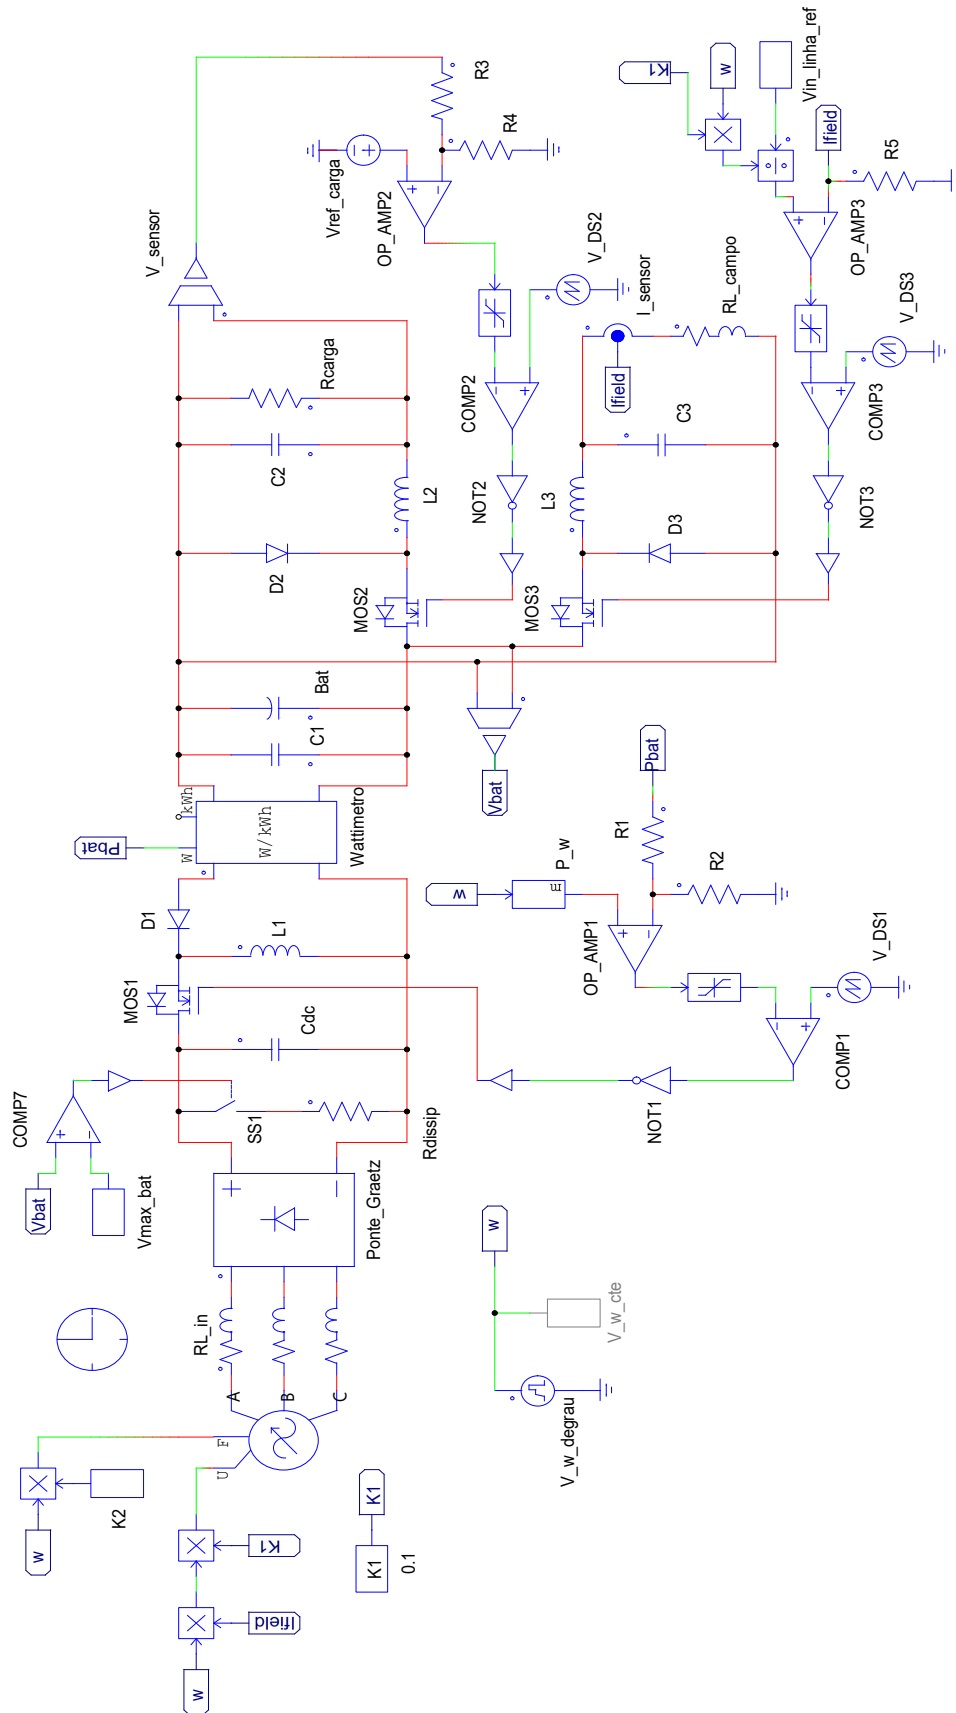 w
K2
w
Ifield
K1
U
F
A
B
C
K1
K1
0.1
RL_in
Ponte_Graetz
Vbat
Vmax_bat
COMP7
SS1
Rdissip
Cdc
MOS1
L1
D1
Pbat
W
kWh
W/kWh
Wattimetro
C1
Bat
D2
MOS2
L2
C2
Rcarga
V_sensor
R3
R4
Vref_carga
OP_AMP2
V_DS2
COMP2
NOT2
MOS3
D3
L3
C3
Ifield
I_sensor
RL_campo
K1
w
Vin_linha_ref
Ifield
R5
OP_AMP3
V_DS3
COMP3
NOT3
Vbat
w
P_w
m
Pbat
R1
R2
OP_AMP1
V_DS1
COMP1
NOT1
w
V_w_cte
V_w_degrau